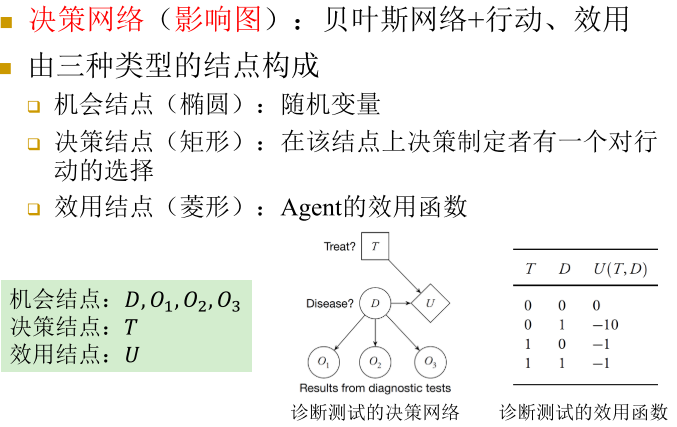 决策网络（影响图）：贝叶斯网络+行动、效用
由三种类型的结点构成
机会结点（椭圆）：随机变量
决策结点（矩形）：在该结点上决策制定者有一个对行
动的选择
效用结点（菱形）：Agent的效用函数
机会结点：D,O₁,O₂,O₃
决策结点：T
效用结点：U
Treat? T
Disease? D U
O₁ O₂ O₃
Results from diagnostic tests
诊断测试的决策网络
T D U(T,D)
0 0 0
0 1 −10
1 0 −1
1 1 −1
诊断测试的效用函数